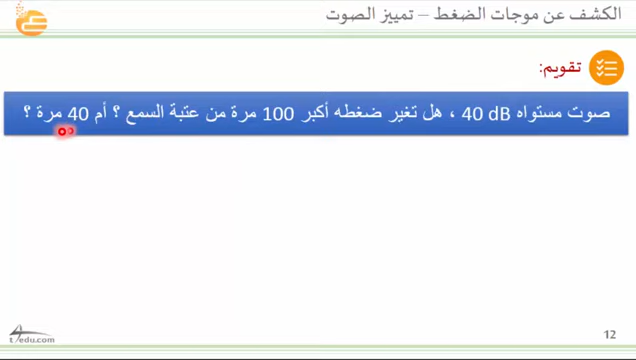 الكشف عن موجات الضغط – تمييز الصوت
تقويم:
صوت مستواه 40 dB ، هل تغير ضغطه أكبر 100 مرة من عتبة السمع ؟ أم 40 مرة ؟
t4edu.com
12